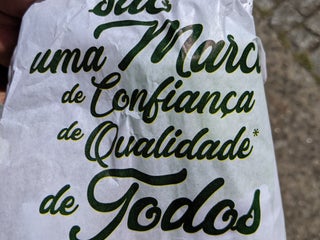 uma Marca
de Confiança
de Qualidade*
de Todos